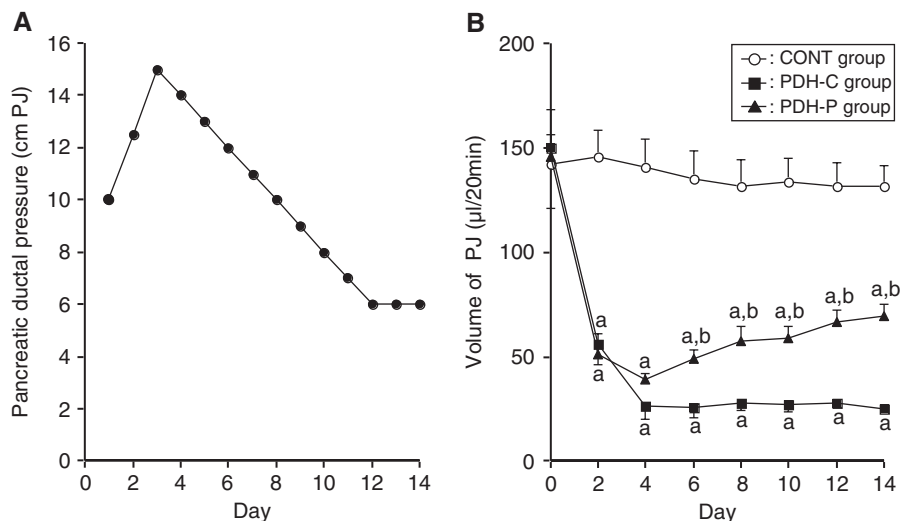 A
Pancreatic ductal pressure (cm PJ)
16
14
12
10
8
6
4
2
0
0 2 4 6 8 10 12 14
Day
B
Volume of PJ (µl/20min)
200
150
100
50
0
: CONT group
: PDH-C group
: PDH-P group
a a a,b a,b a,b a,b a,b
a a a a a a a
0 2 4 6 8 10 12 14
Day